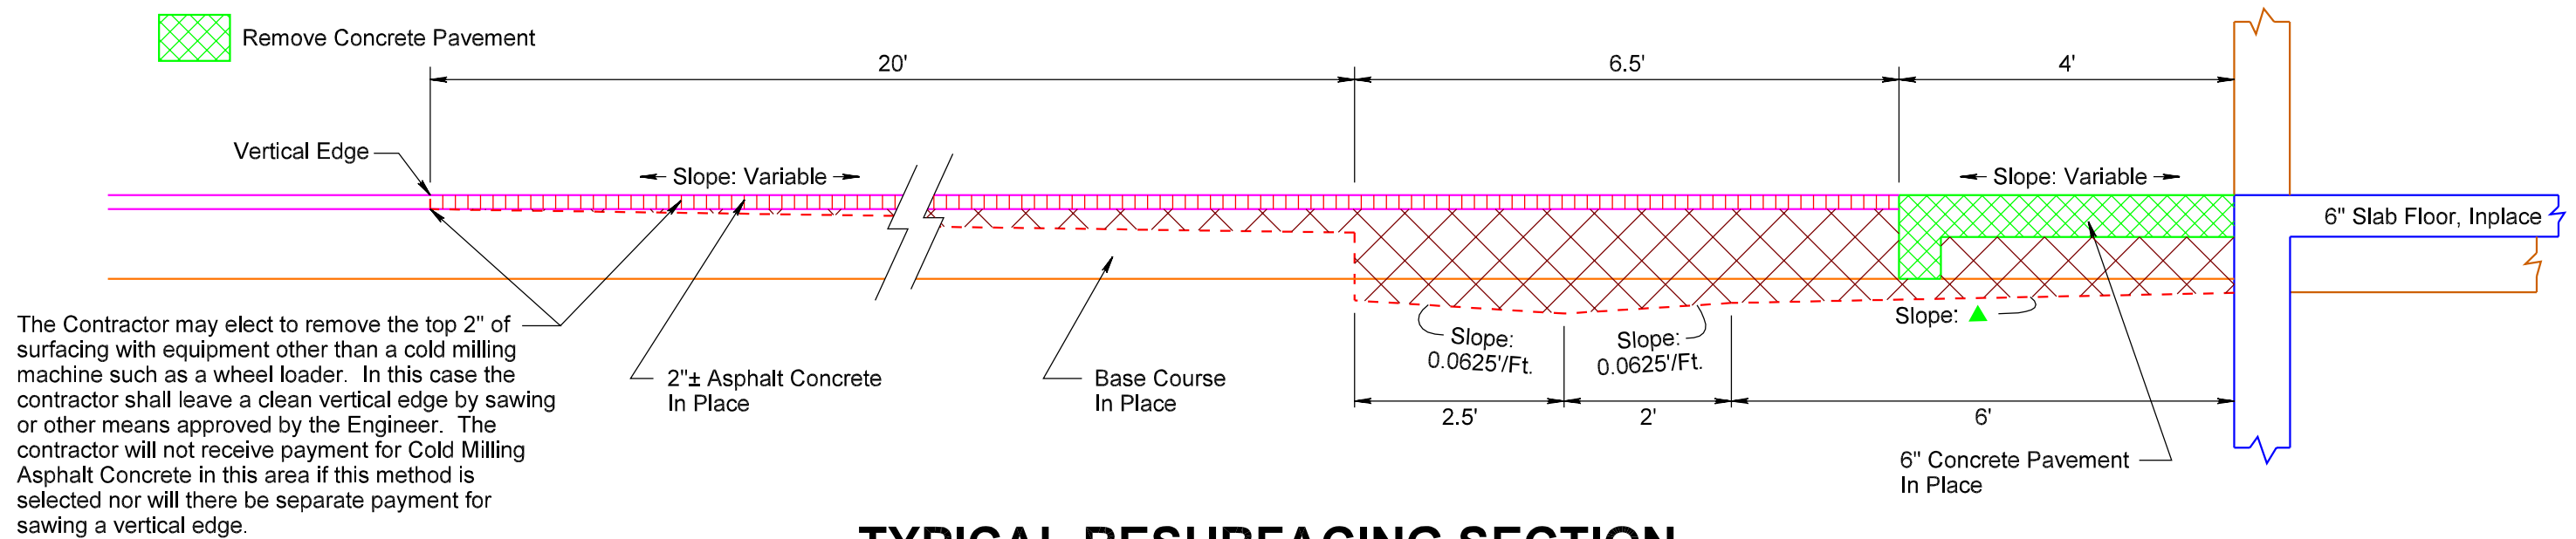 Remove Concrete Pavement
20'
6.5'
4'
Vertical Edge
Slope: Variable
Slope: Variable
6" Slab Floor, Inplace
The Contractor may elect to remove the top 2" of
surfacing with equipment other than a cold milling
machine such as a wheel loader. In this case the
contractor shall leave a clean vertical edge by sawing
or other means approved by the Engineer. The
contractor will not receive payment for Cold Milling
Asphalt Concrete in this area if this method is
selected nor will there be separate payment for
sawing a vertical edge.
2"± Asphalt Concrete
In Place
Base Course
In Place
Slope:
0.0625'/Ft.
Slope:
0.0625'/Ft.
Slope: ▲
2.5'
2'
6'
6" Concrete Pavement
In Place
TYPICAL RESURFACING SECTION